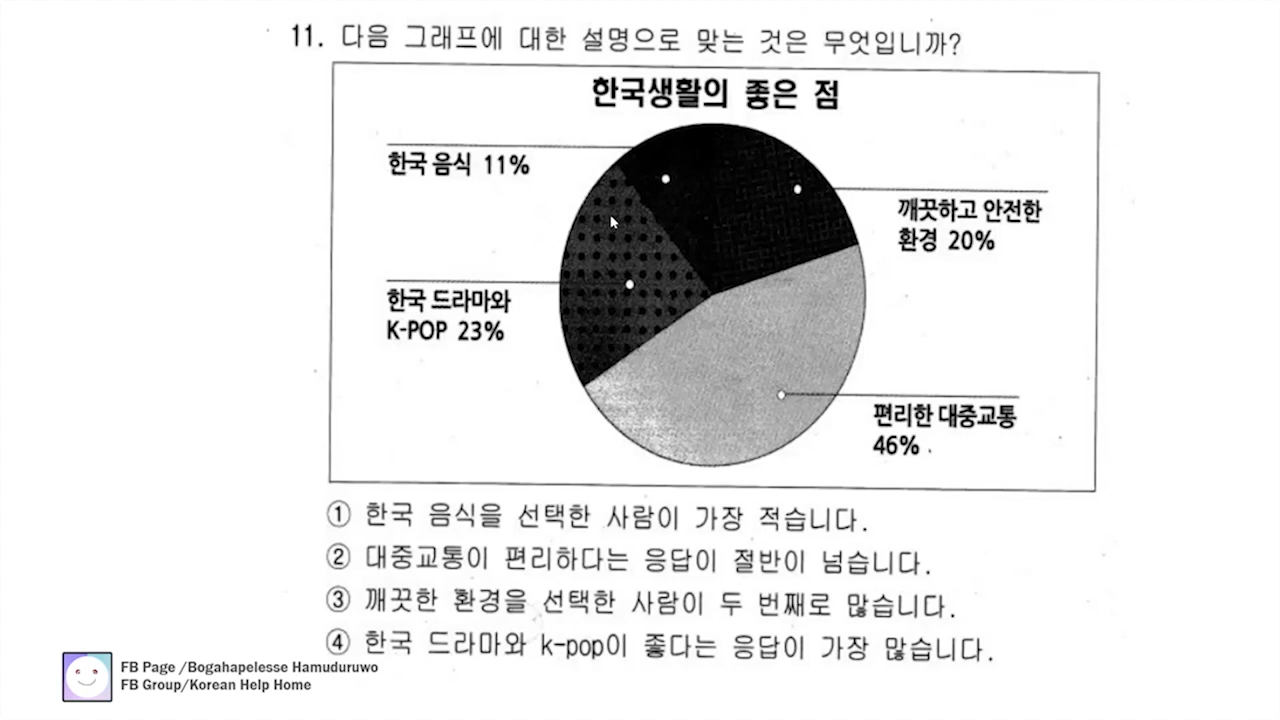 11. 다음 그래프에 대한 설명으로 맞는 것은 무엇입니까?
한국생활의 좋은 점
한국 음식 11%
깨끗하고 안전한
환경 20%
한국 드라마와
K-POP 23%
편리한 대중교통
46%
① 한국 음식을 선택한 사람이 가장 적습니다.
② 대중교통이 편리하다는 응답이 절반이 넘습니다.
③ 깨끗한 환경을 선택한 사람이 두 번째로 많습니다.
④ 한국 드라마와 k-pop이 좋다는 응답이 가장 많습니다.
FB Page /Bogahapelesse Hamuduruwo
FB Group/Korean Help Home